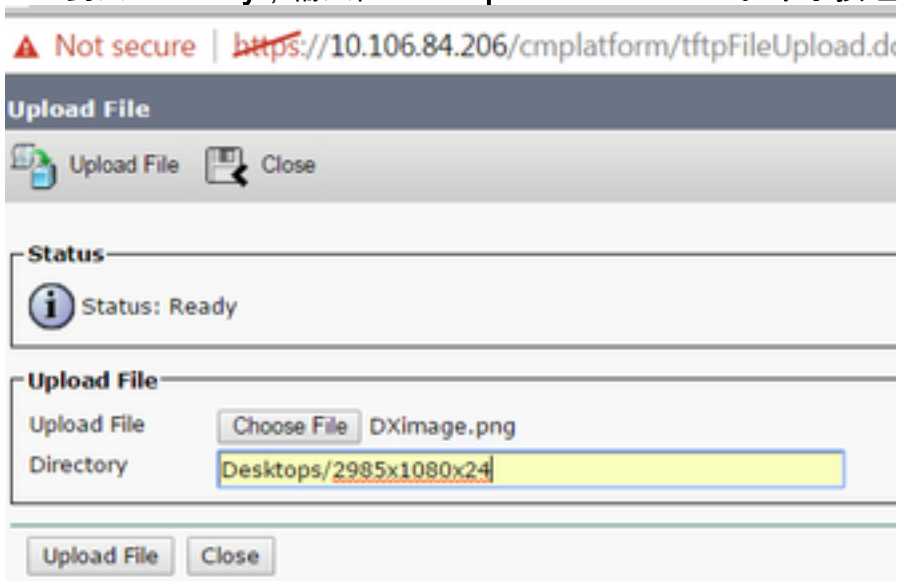 Not secure | https://10.106.84.206/cmplatform/tftpFileUpload.do
Upload File
Upload File Close
Status
Status: Ready
Upload File
Upload File Choose File DXimage.png
Directory Desktops/2985x1080x24
Upload File Close